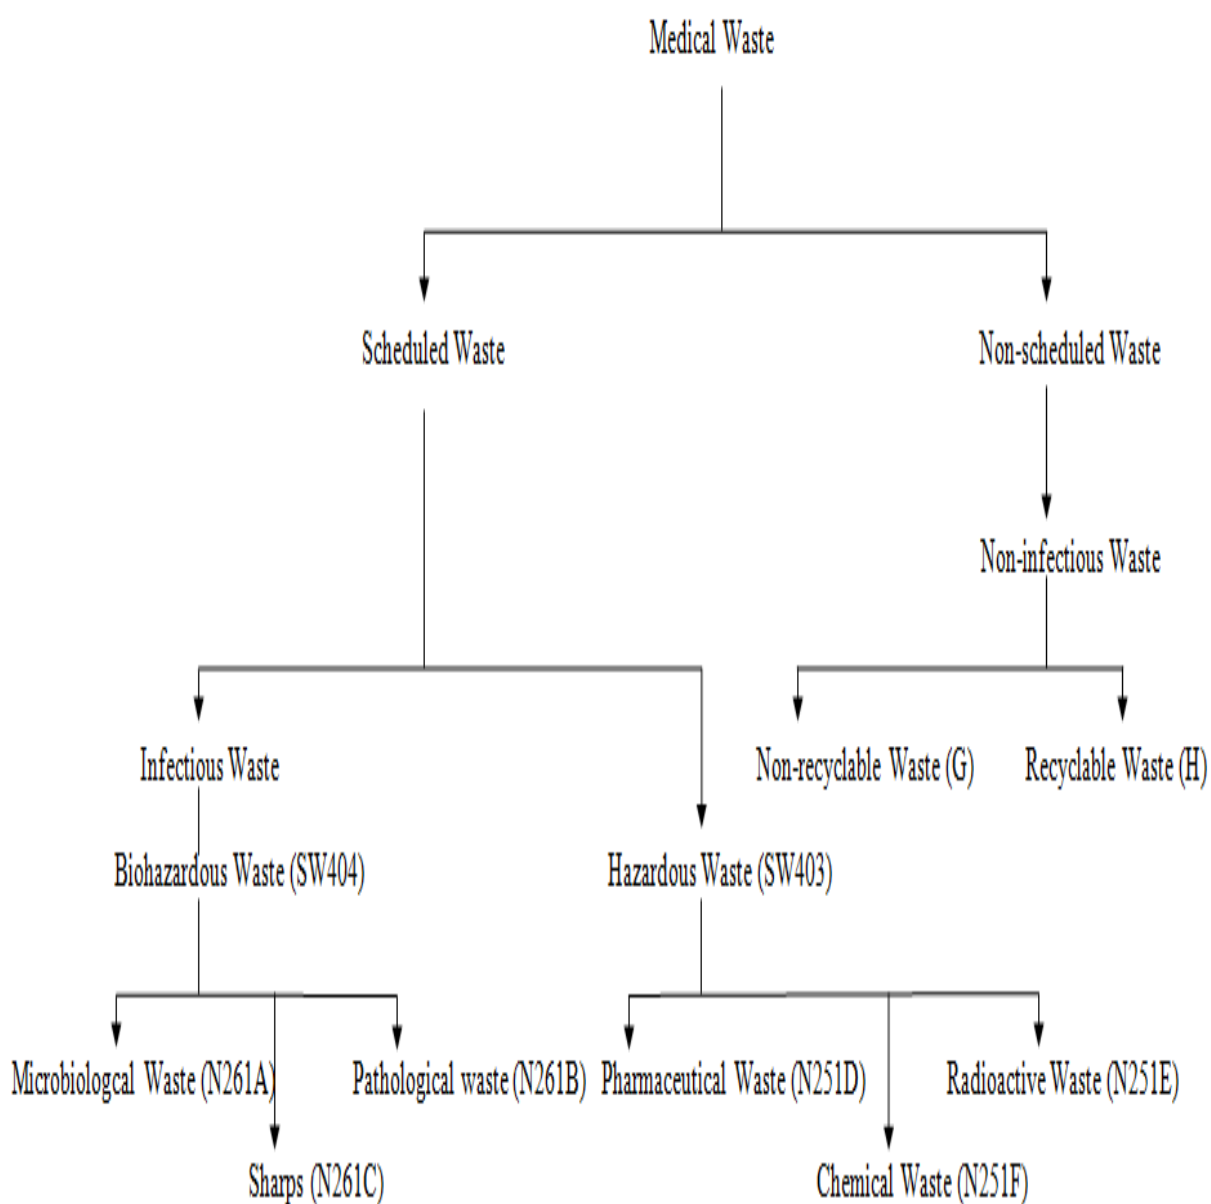 Medical Waste
Scheduled Waste
Non-scheduled Waste
Non-infectious Waste
Infectious Waste
Non-recyclable Waste (G)
Recyclable Waste (H)
Biohazardous Waste (SW404)
Hazardous Waste (SW403)
Microbiologcal Waste (N261A)
Pathological waste (N261B)
Pharmaceutical Waste (N251D)
Radioactive Waste (N251E)
Sharps (N261C)
Chemical Waste (N251F)